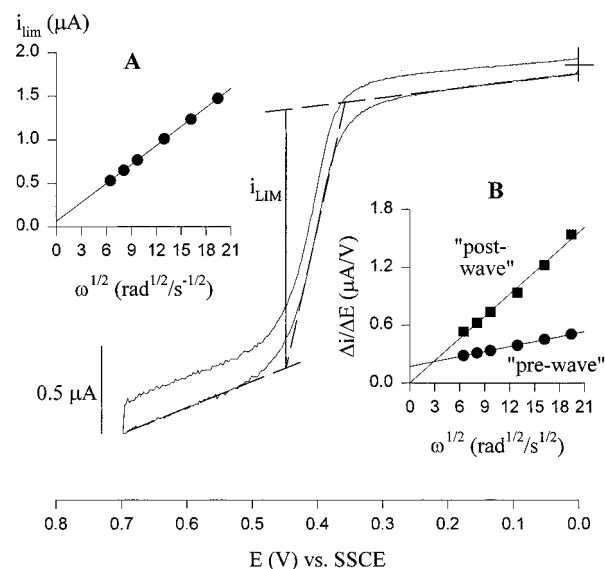 i_lim (μA)
A
2.0
1.5
1.0
0.5
0.0
0 3 6 9 12 15 18 21
ω^1/2 (rad^1/2/s^-1/2)
i_LIM
B
1.8
1.2
0.6
0.0
Δi/ΔE (μA/V)
"post-
wave"
"pre-wave"
0 3 6 9 12 15 18 21
ω^1/2 (rad^1/2/s^1/2)
0.5 μA
0.8 0.7 0.6 0.5 0.4 0.3 0.2 0.1 0.0
E (V) vs. SSCE